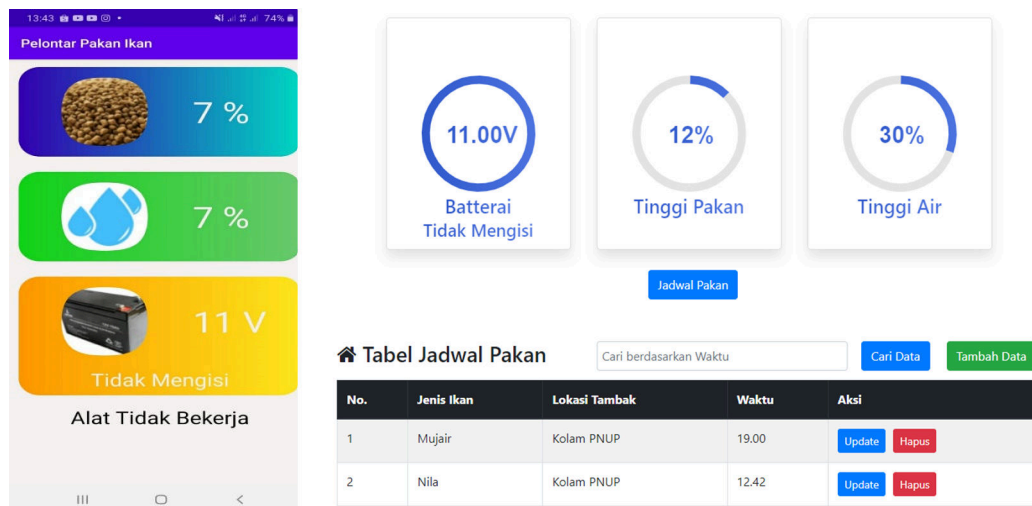 13:43
74%
Pelontar Pakan Ikan
7 %
7 %
11 V
Tidak Mengisi
Alat Tidak Bekerja
11.00V
Batterai
Tidak Mengisi
12%
Tinggi Pakan
30%
Tinggi Air
Jadwal Pakan
Tabel Jadwal Pakan
Cari berdasarkan Waktu
Cari Data
Tambah Data
No. Jenis Ikan Lokasi Tambak Waktu Aksi
1 Mujair Kolam PNUP 19.00 Update Hapus
2 Nila Kolam PNUP 12.42 Update Hapus